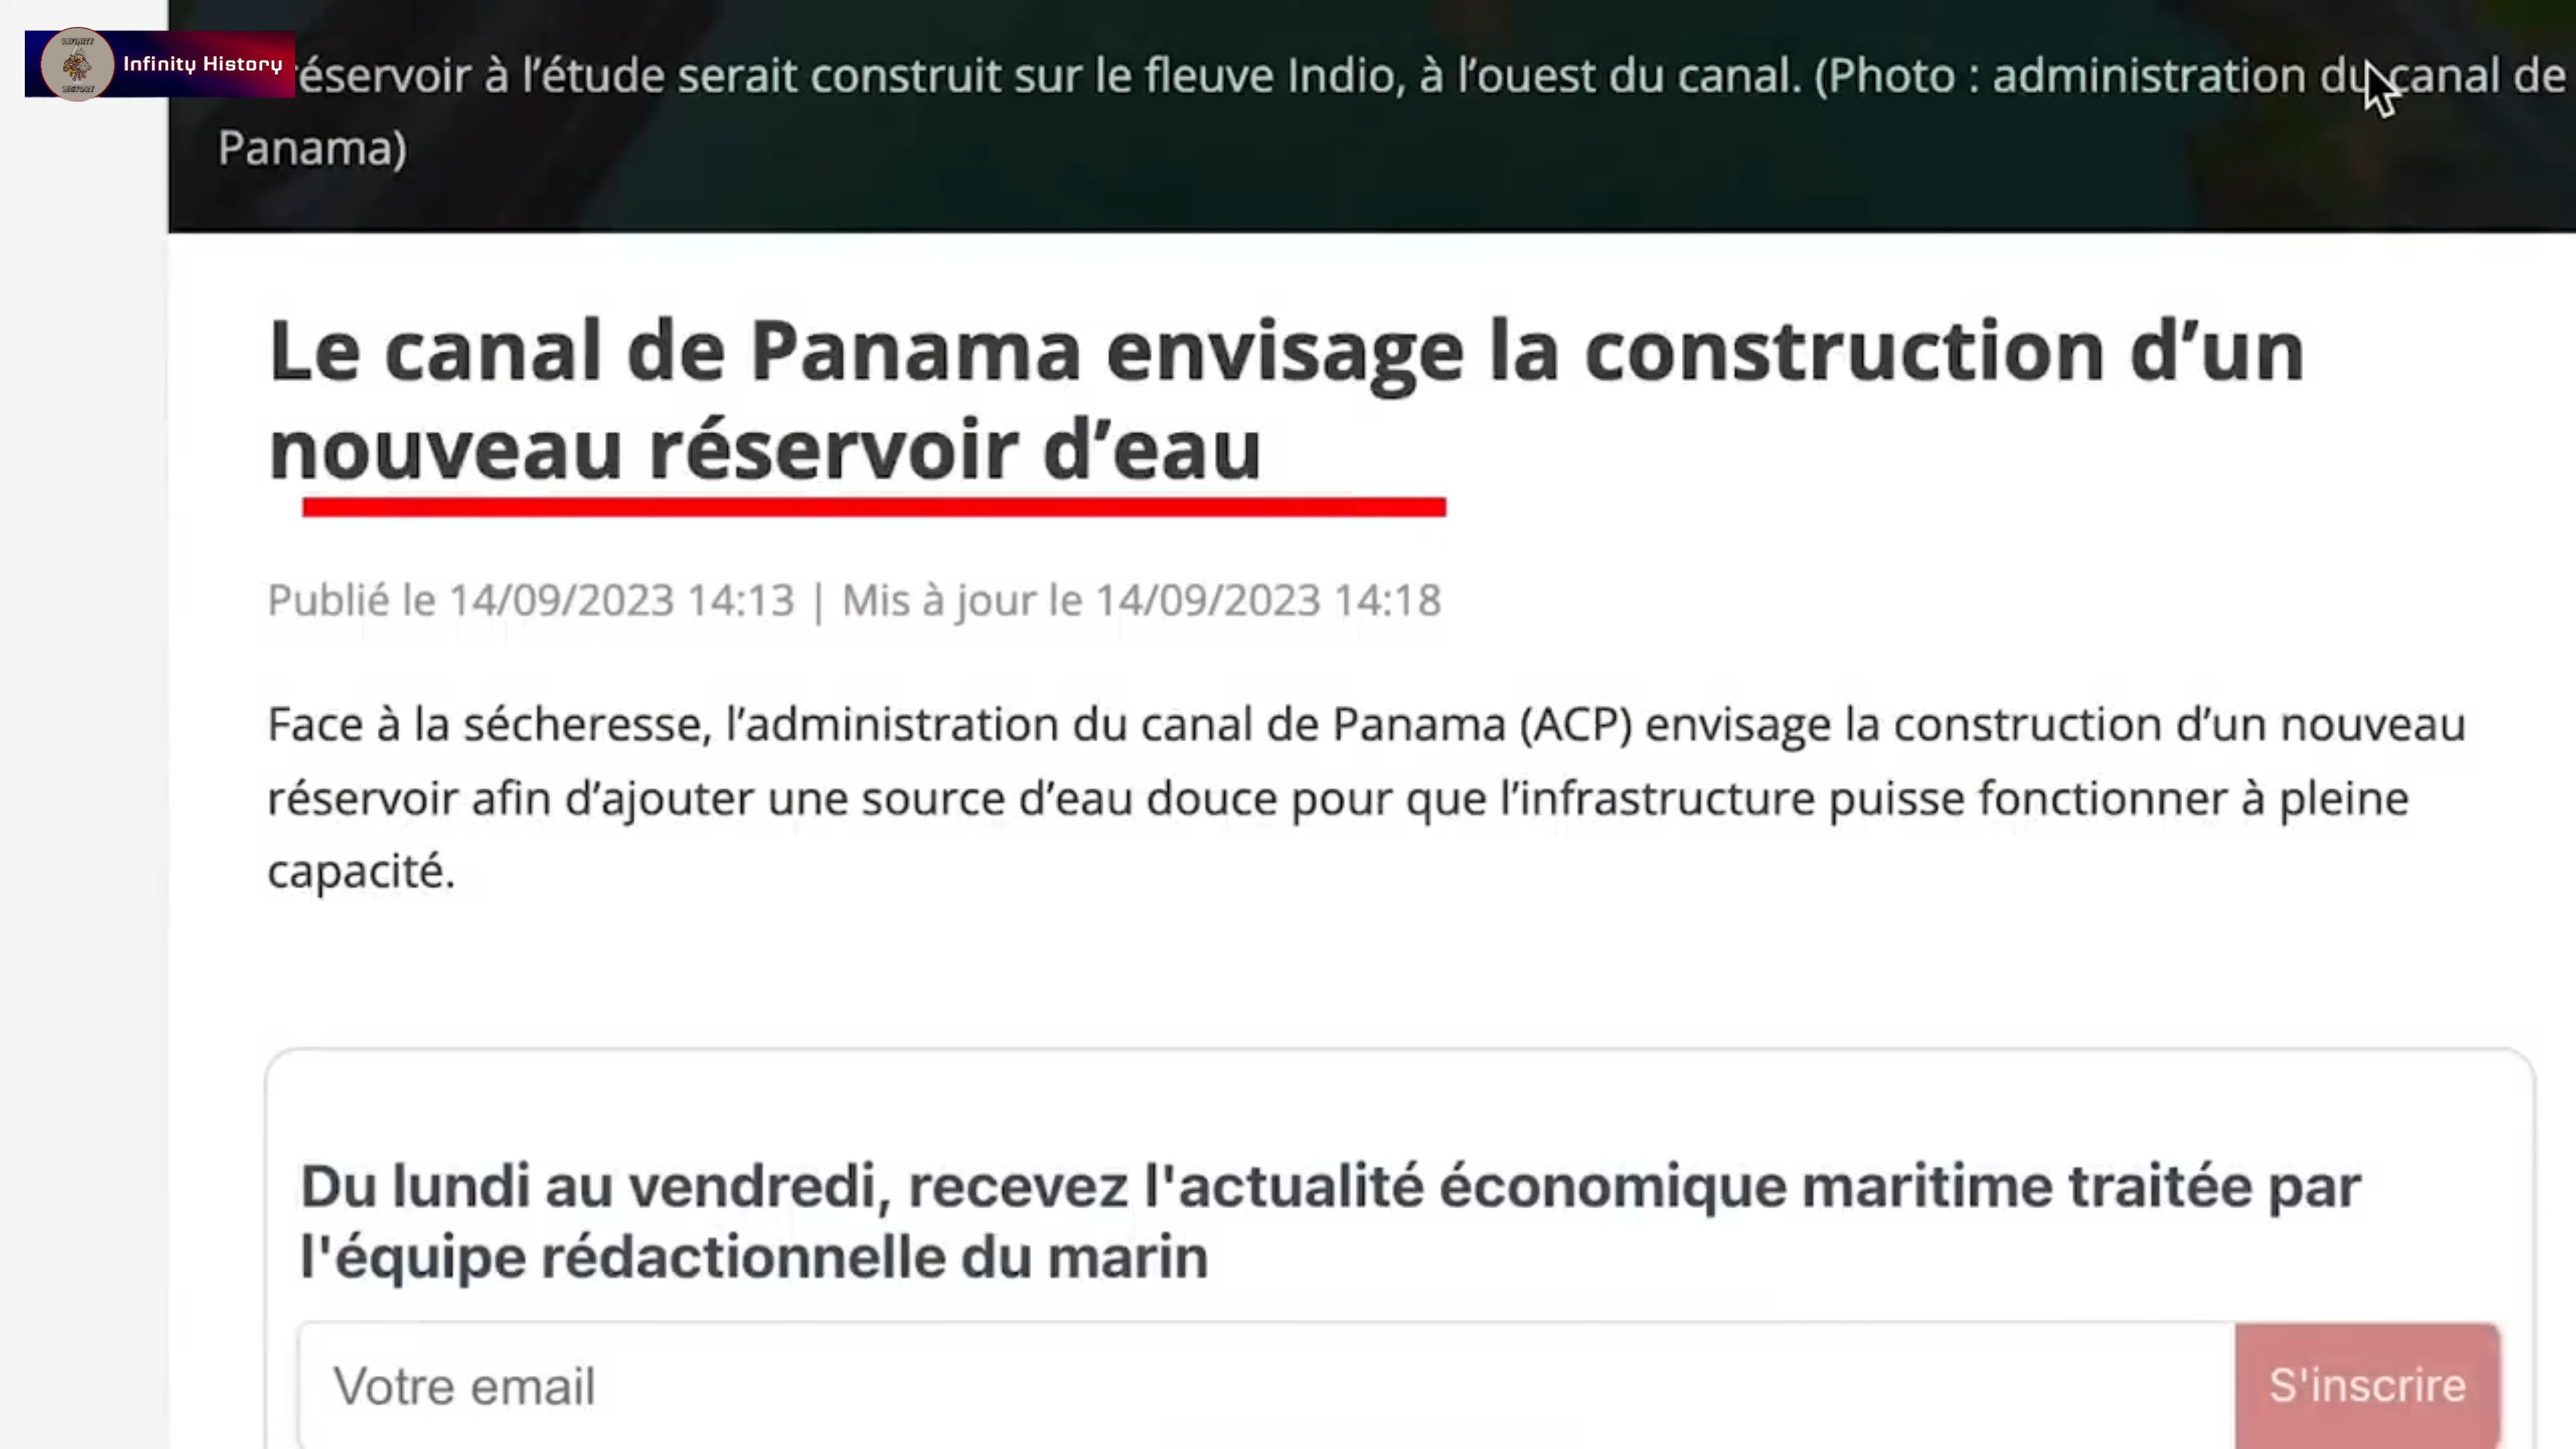 Infinity History
éservoir à l’étude serait construit sur le fleuve Indio, à l’ouest du canal. (Photo : administration du canal de
Panama)
Le canal de Panama envisage la construction d’un
nouveau réservoir d’eau
Publié le 14/09/2023 14:13 | Mis à jour le 14/09/2023 14:18
Face à la sécheresse, l’administration du canal de Panama (ACP) envisage la construction d’un nouveau
réservoir afin d’ajouter une source d’eau douce pour que l’infrastructure puisse fonctionner à pleine
capacité.
Du lundi au vendredi, recevez l'actualité économique maritime traitée par
l'équipe rédactionnelle du marin
Votre email
S'inscrire